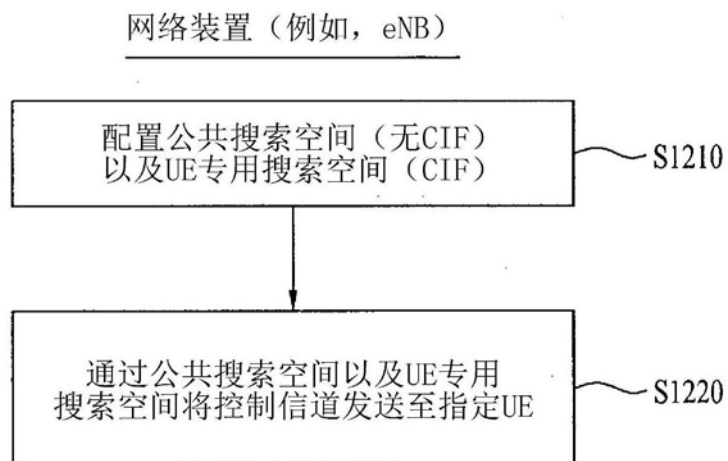 网络装置（例如，eNB）
配置公共搜索空间（无CIF）
以及UE专用搜索空间（CIF）
S1210
通过公共搜索空间以及UE专用
搜索空间将控制信道发送至指定UE
S1220